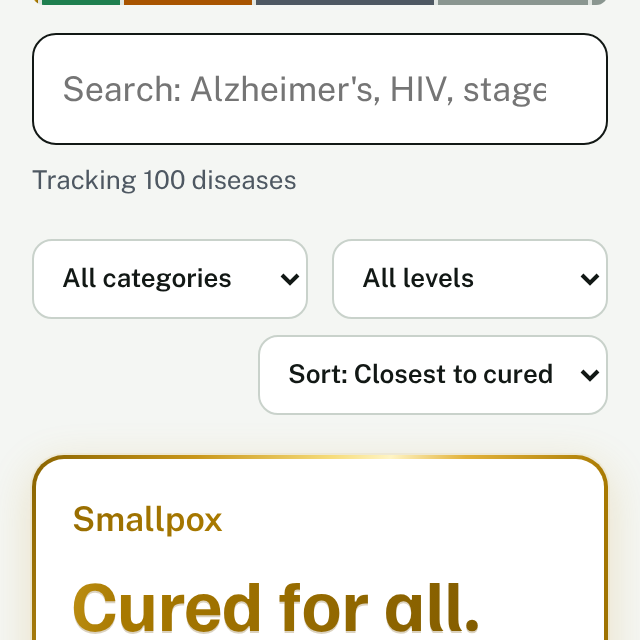 Search: Alzheimer's, HIV, stage
Tracking 100 diseases
All categories
All levels
Sort: Closest to cured
Smallpox
Cured for all.